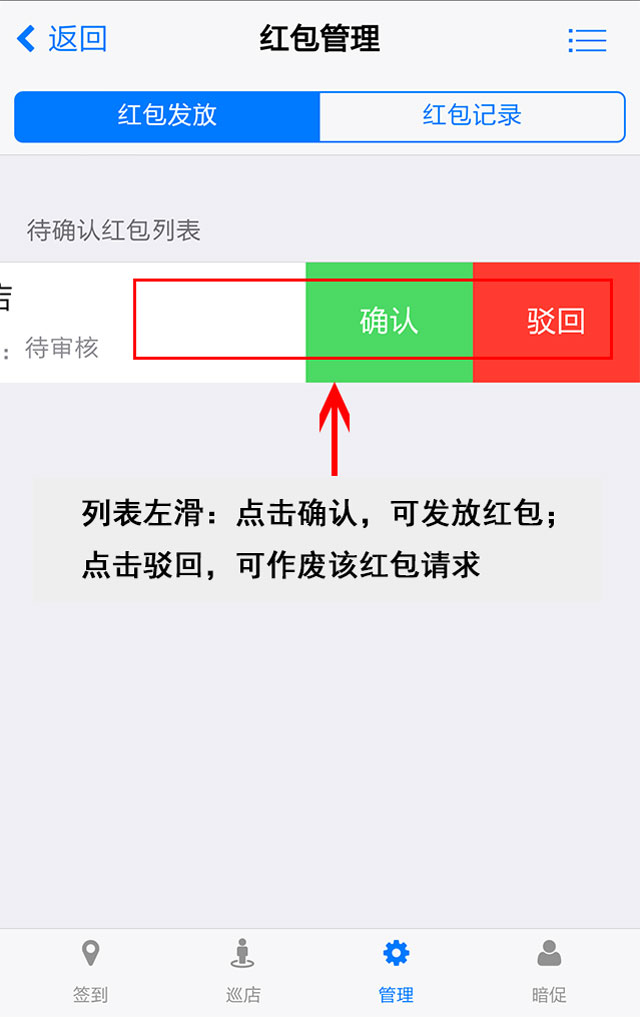 返回
红包管理
红包发放
红包记录
待确认红包列表
店
：待审核
确认
驳回
列表左滑：点击确认，可发放红包；
点击驳回，可作废该红包请求
签到
巡店
管理
暗促